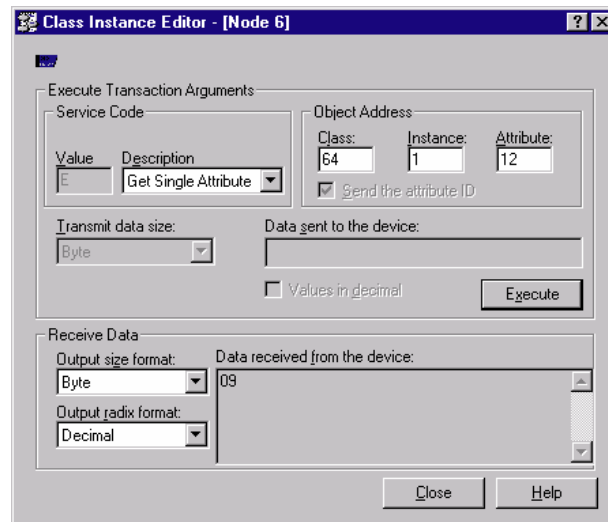 Class Instance Editor - [Node 6]
Execute Transaction Arguments
Service Code
Object Address
Value Description
E Get Single Attribute
Class: Instance: Attribute:
64 1 12
Send the attribute ID
Transmit data size:
Byte
Data sent to the device:
Values in decimal
Execute
Receive Data
Output size format:
Byte
Output radix format:
Decimal
Data received from the device:
09
Close Help